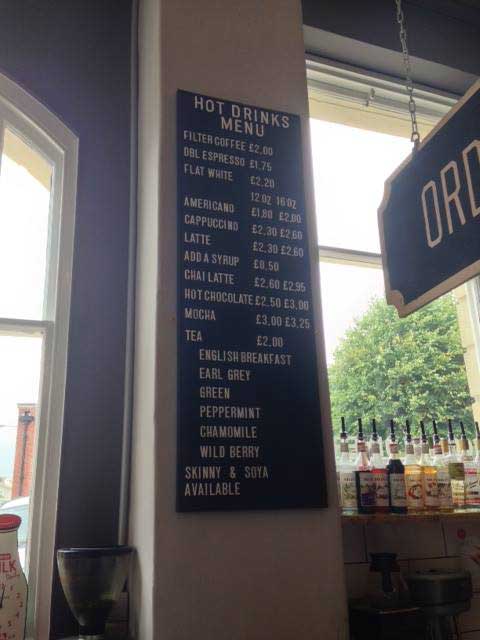 HOT DRINKS
MENU
FILTER COFFEE £2.00
DBL ESPRESSO £1.75
FLAT WHITE £2.20
12OZ 16OZ
AMERICANO £1.80 £2.00
CAPPUCCINO £2.30 £2.60
LATTE £2.30 £2.60
ADD A SYRUP £0.50
CHAI LATTE £2.60 £2.95
HOT CHOCOLATE £2.50 £3.00
MOCHA £3.00 £3.25
TEA £2.00
ENGLISH BREAKFAST
EARL GREY
GREEN
PEPPERMINT
CHAMOMILE
WILD BERRY
SKINNY & SOYA
AVAILABLE
ORD